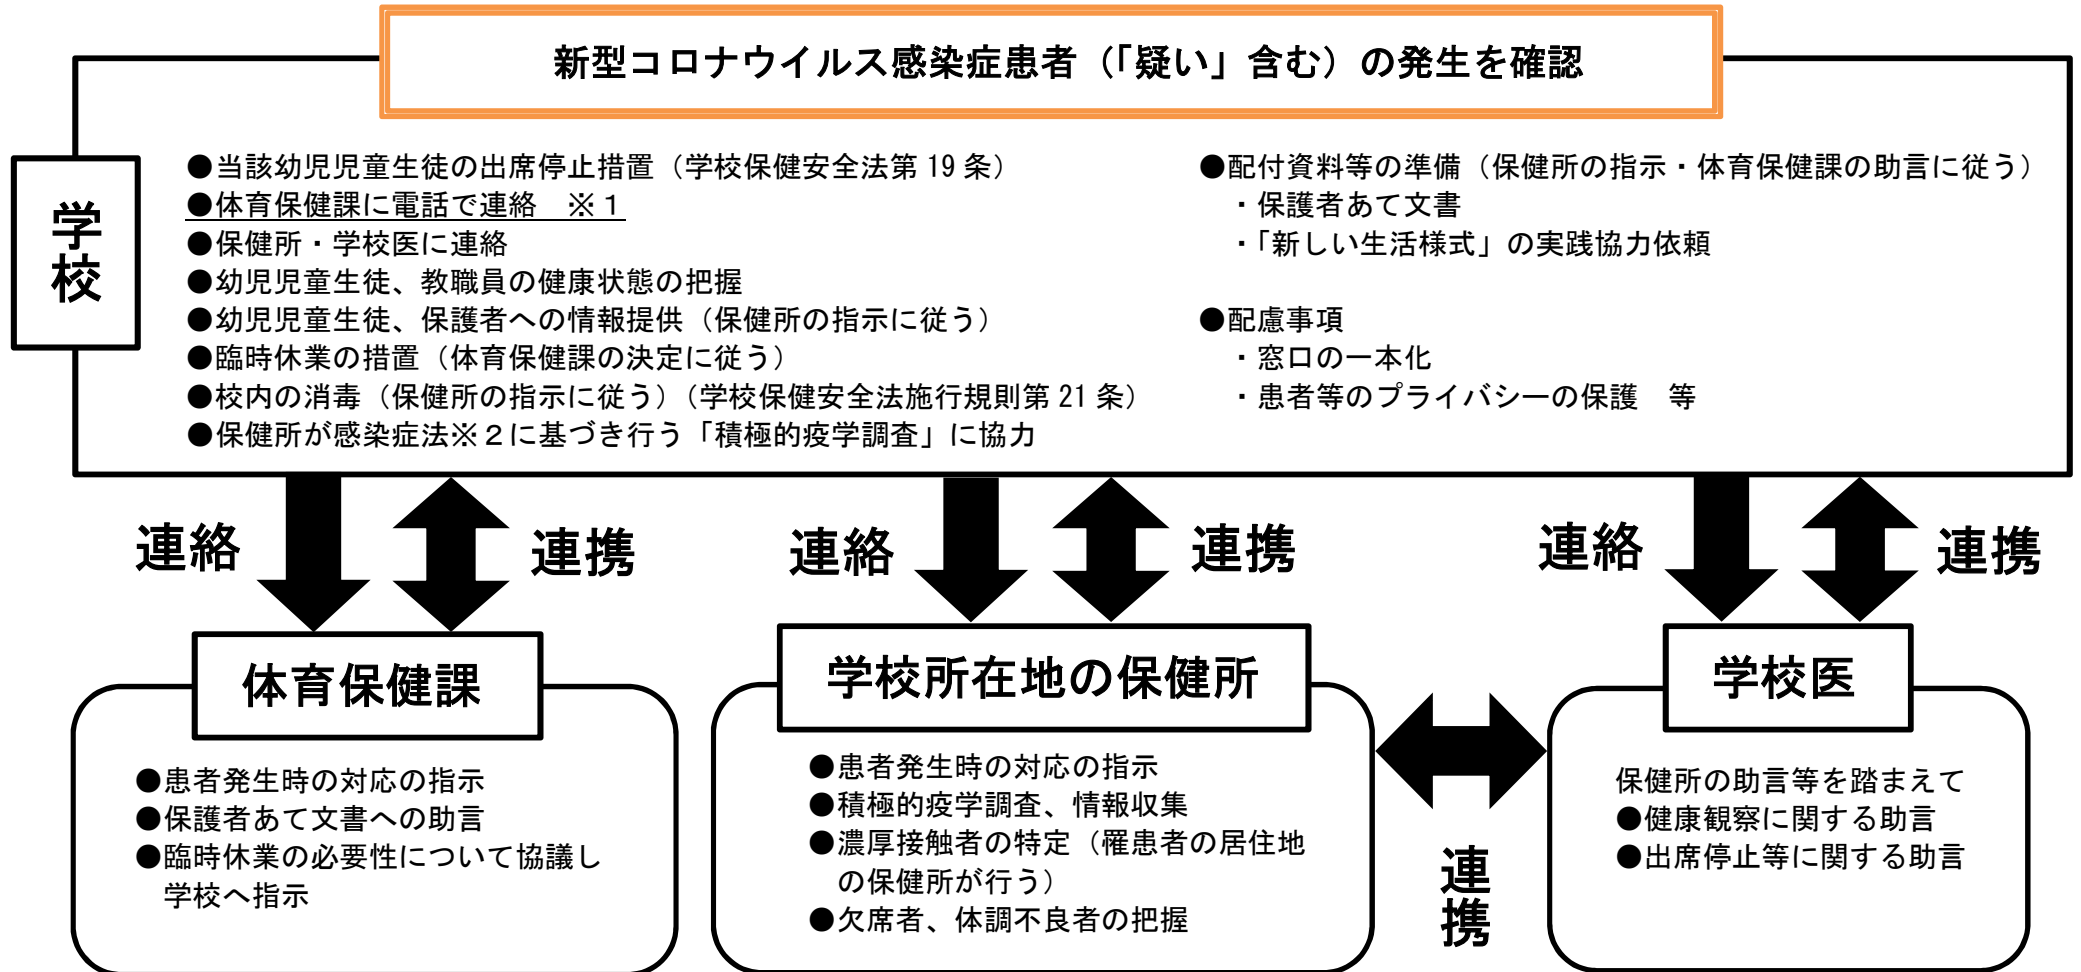 新型コロナウイルス感染症患者（「疑い」含む）の発生を確認
学校
●当該幼児児童生徒の出席停止措置（学校保健安全法第 19 条）
●体育保健課に電話で連絡　※１
●保健所・学校医に連絡
●幼児児童生徒、教職員の健康状態の把握
●幼児児童生徒、保護者への情報提供（保健所の指示に従う）
●臨時休業の措置（体育保健課の決定に従う）
●校内の消毒（保健所の指示に従う）（学校保健安全法施行規則第 21 条）
●保健所が感染症法※２に基づき行う「積極的疫学調査」に協力
●配付資料等の準備（保健所の指示・体育保健課の助言に従う）
・保護者あて文書
・「新しい生活様式」の実践協力依頼
●配慮事項
・窓口の一本化
・患者等のプライバシーの保護　等
連絡
連携
連絡
連携
連絡
連携
体育保健課
●患者発生時の対応の指示
●保護者あて文書への助言
●臨時休業の必要性について協議し
学校へ指示
学校所在地の保健所
●患者発生時の対応の指示
●積極的疫学調査、情報収集
●濃厚接触者の特定（罹患者の居住地
の保健所が行う）
●欠席者、体調不良者の把握
連携
学校医
保健所の助言等を踏まえて
●健康観察に関する助言
●出席停止等に関する助言